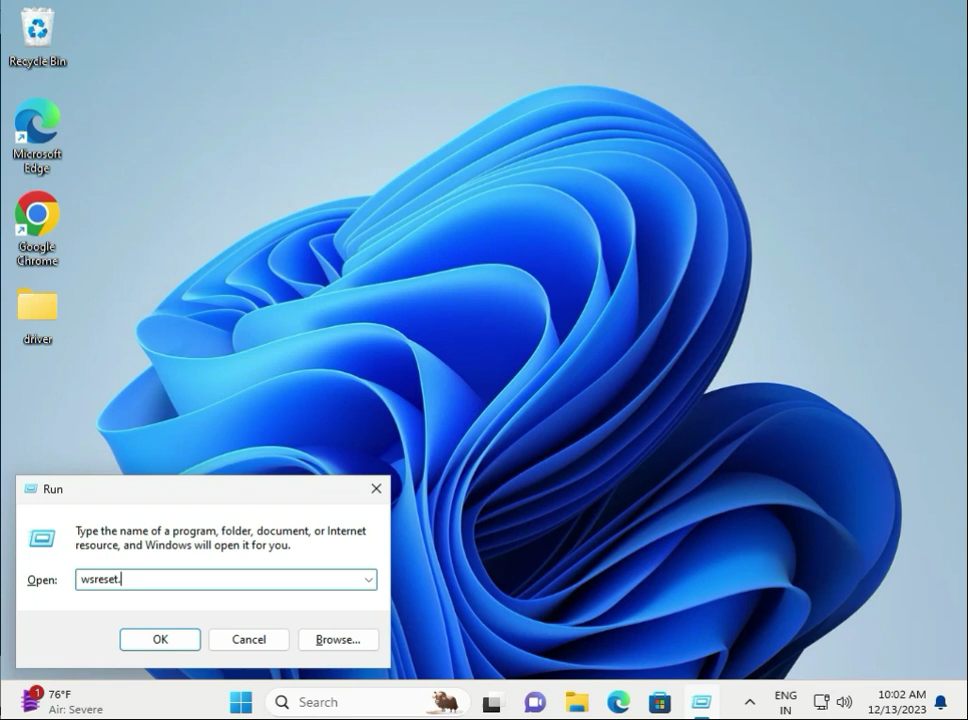 Recycle Bin
Microsoft
Edge
Google
Chrome
driver
Run
Type the name of a program, folder, document, or Internet
resource, and Windows will open it for you.
Open:
wsreset.
OK
Cancel
Browse...
1
76°F
Air: Severe
Search
ENG
IN
10:02 AM
12/13/2023